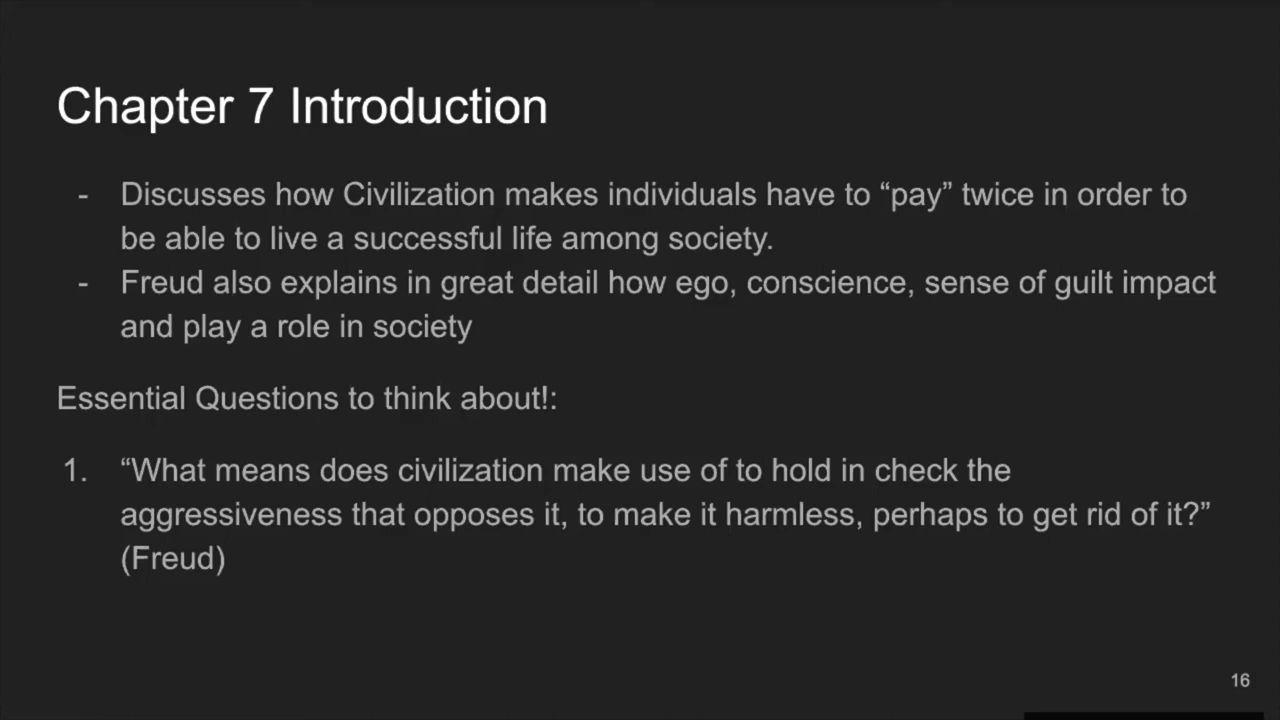 Chapter 7 Introduction
- Discusses how Civilization makes individuals have to “pay” twice in order to
be able to live a successful life among society.
- Freud also explains in great detail how ego, conscience, sense of guilt impact
and play a role in society
Essential Questions to think about!:
1. “What means does civilization make use of to hold in check the
aggressiveness that opposes it, to make it harmless, perhaps to get rid of it?”
(Freud)
16